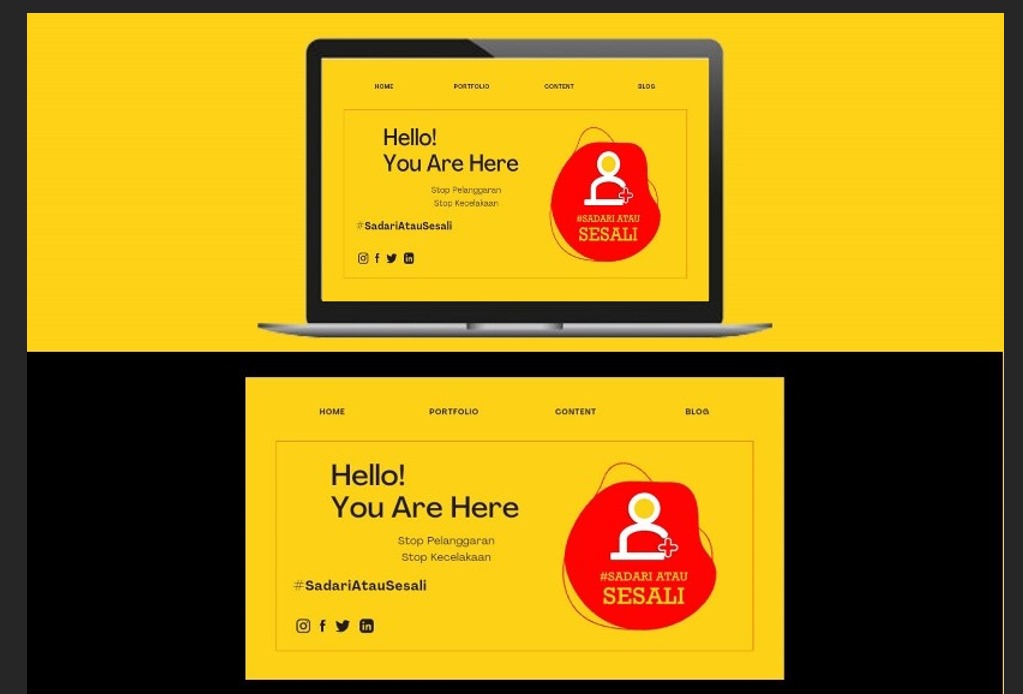 HOME PORTFOLIO CONTENT BLOG
Hello!
You Are Here
Stop Pelanggaran
Stop Kecelakaan
#SadariAtauSesali
#SADARI ATAU
SESALI
HOME PORTFOLIO CONTENT BLOG
Hello!
You Are Here
Stop Pelanggaran
Stop Kecelakaan
#SadariAtauSesali
#SADARI ATAU
SESALI